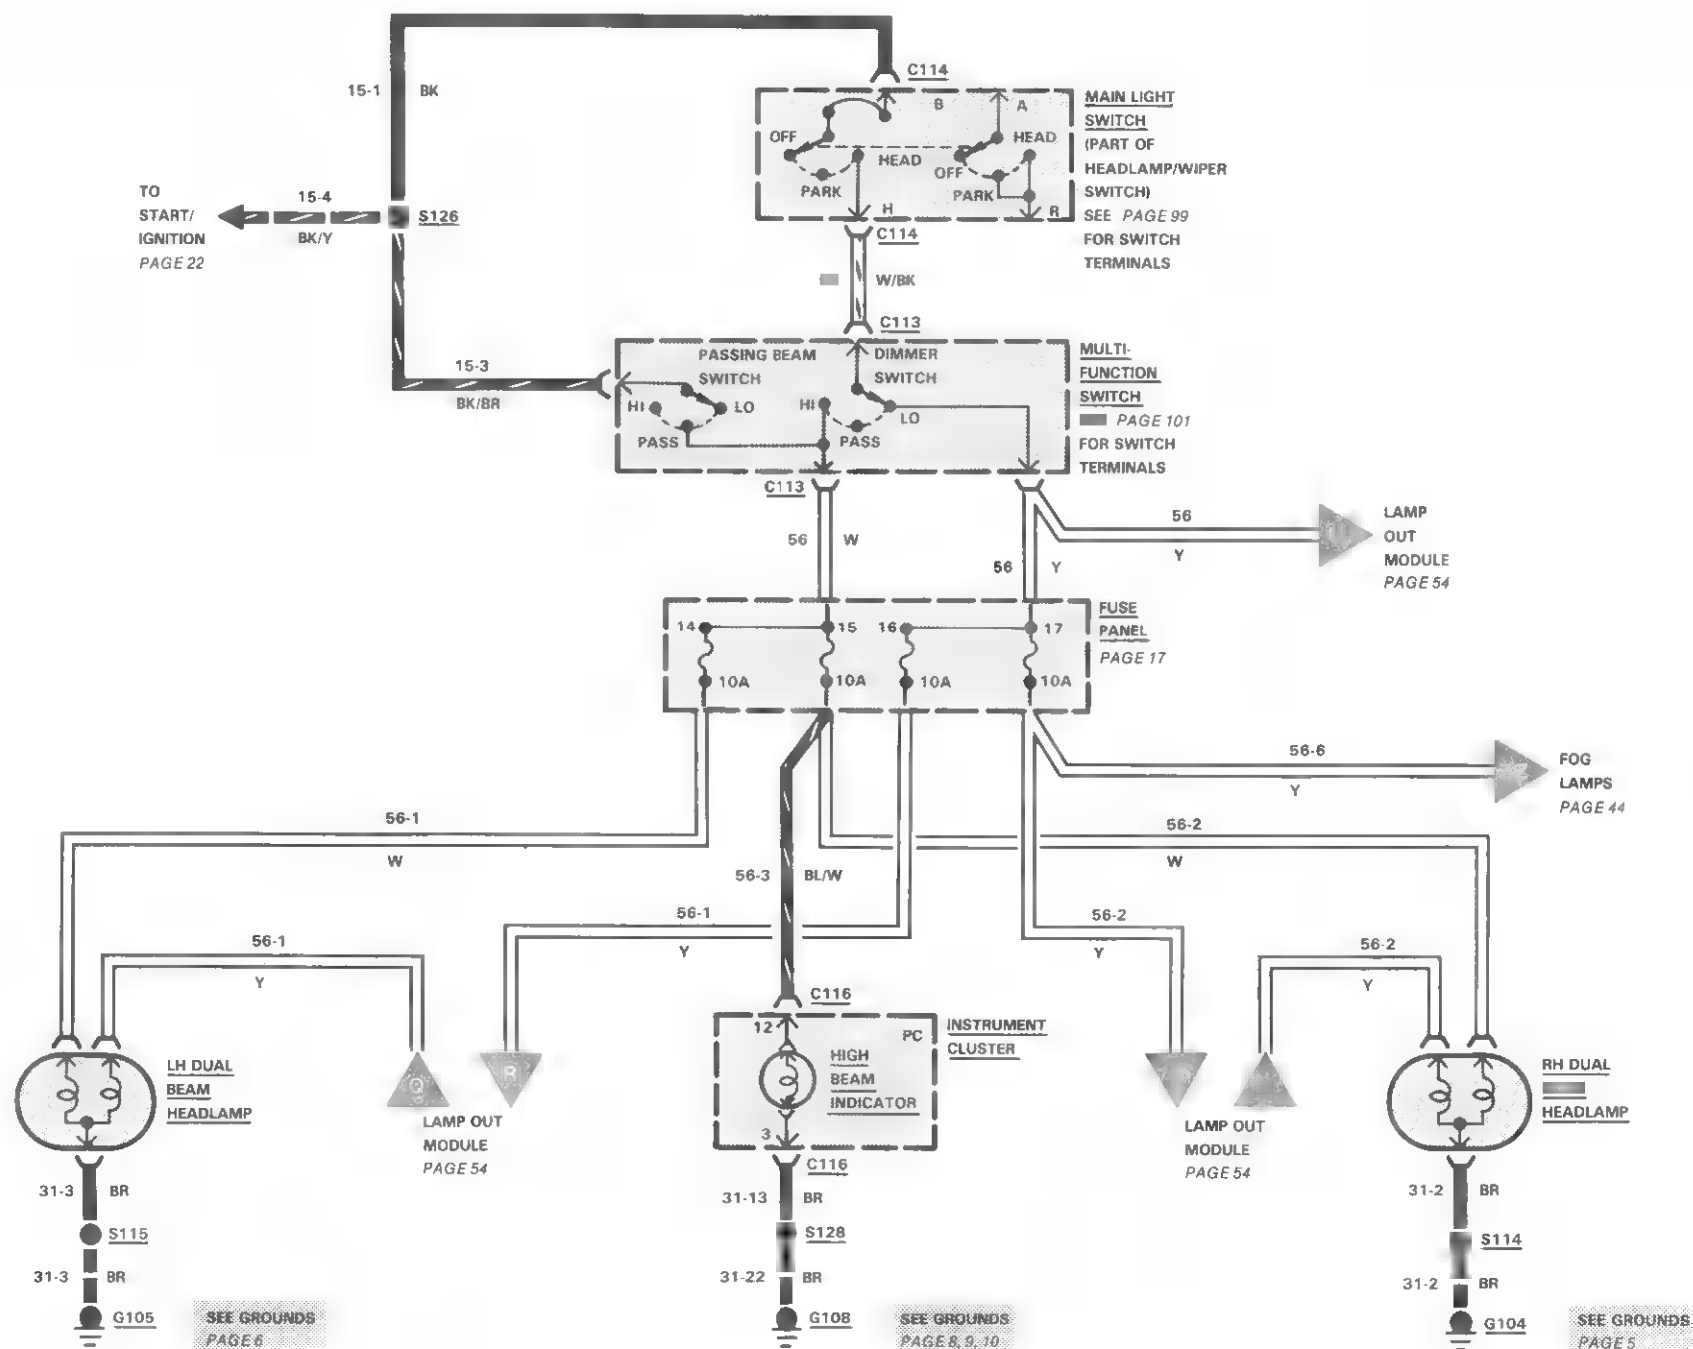 C114
15-1 BK
B A
OFF
HEAD
HEAD
OFF
PARK
PARK
H
R
MAIN LIGHT
SWITCH
(PART OF
HEADLAMP/WIPER
SWITCH)
SEE PAGE 99
FOR SWITCH
TERMINALS
TO
START/
IGNITION
PAGE 22
15-4
BK/Y
S126
C114
W/BK
C113
15-3
BK/BR
PASSING BEAM
SWITCH
DIMMER
SWITCH
HI
LO
HI
LO
PASS
PASS
MULTI-
FUNCTION
SWITCH
PAGE 101
FOR SWITCH
TERMINALS
C113
56 W
56 Y
56
Y
LAMP
OUT
MODULE
PAGE 54
FUSE
PANEL
PAGE 17
14 15 16 17
10A 10A 10A 10A
56-6
Y
FOG
LAMPS
PAGE 44
56-1
W
56-2
W
56-3 BL/W
56-1
Y
56-2
Y
56-1
Y
56-2
Y
C116
12
PC
INSTRUMENT
CLUSTER
HIGH
BEAM
INDICATOR
3
LH DUAL
BEAM
HEADLAMP
Q
R
LAMP OUT
MODULE
PAGE 54
LAMP OUT
MODULE
PAGE 54
RH DUAL
HEADLAMP
C116
31-3 BR
S115
31-3 BR
G105
SEE GROUNDS
PAGE 6
31-13 BR
S128
31-22 BR
G108
SEE GROUNDS
PAGE 8, 9, 10
31-2 BR
S114
31-2 BR
G104
SEE GROUNDS
PAGE 5